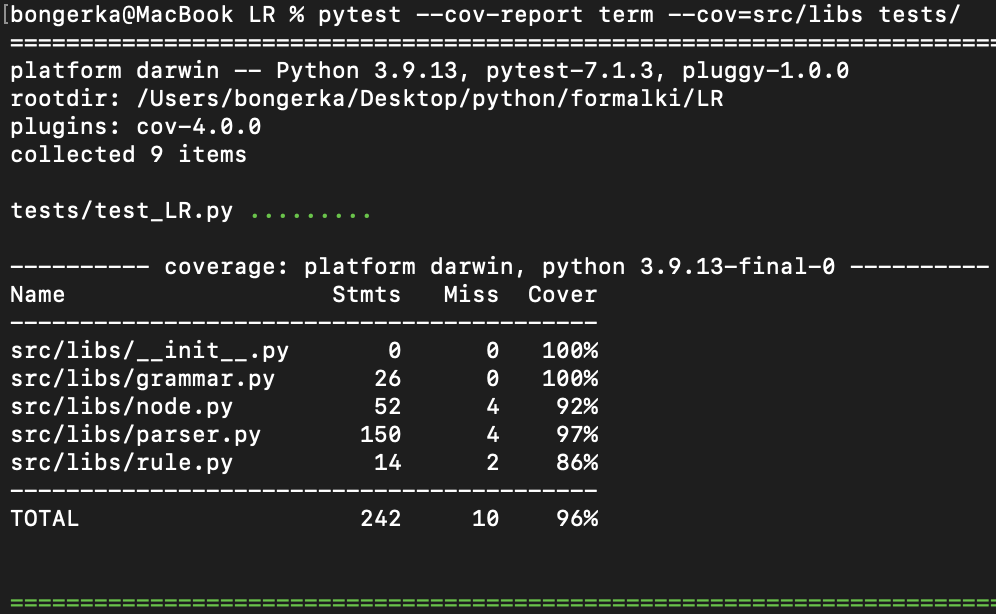 [bongerka@MacBook LR % pytest --cov-report term --cov=src/libs tests/
=======================================================================
platform darwin -- Python 3.9.13, pytest-7.1.3, pluggy-1.0.0
rootdir: /Users/bongerka/Desktop/python/formalki/LR
plugins: cov-4.0.0
collected 9 items
tests/test_LR.py .........
---------- coverage: platform darwin, python 3.9.13-final-0 ----------
Name                   Stmts   Miss  Cover
------------------------------------------
src/libs/__init__.py       0      0   100%
src/libs/grammar.py       26      0   100%
src/libs/node.py          52      4    92%
src/libs/parser.py       150      4    97%
src/libs/rule.py          14      2    86%
------------------------------------------
TOTAL                    242     10    96%
=======================================================================